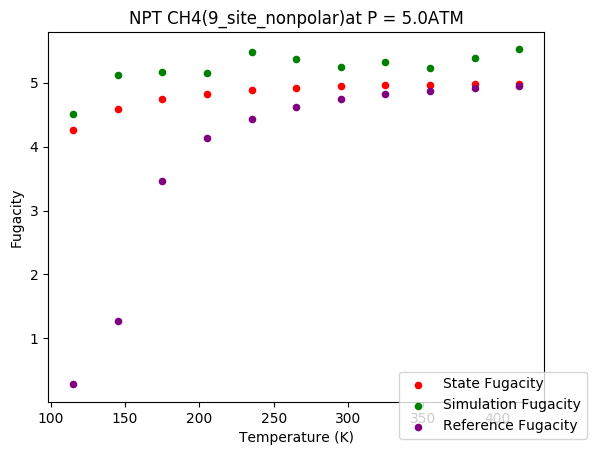 NPT CH4(9_site_nonpolar)at P = 5.0ATM
Fugacity
5
4
3
2
1
100 150 200 250 300 350 400
Temperature (K)
State Fugacity
Simulation Fugacity
Reference Fugacity